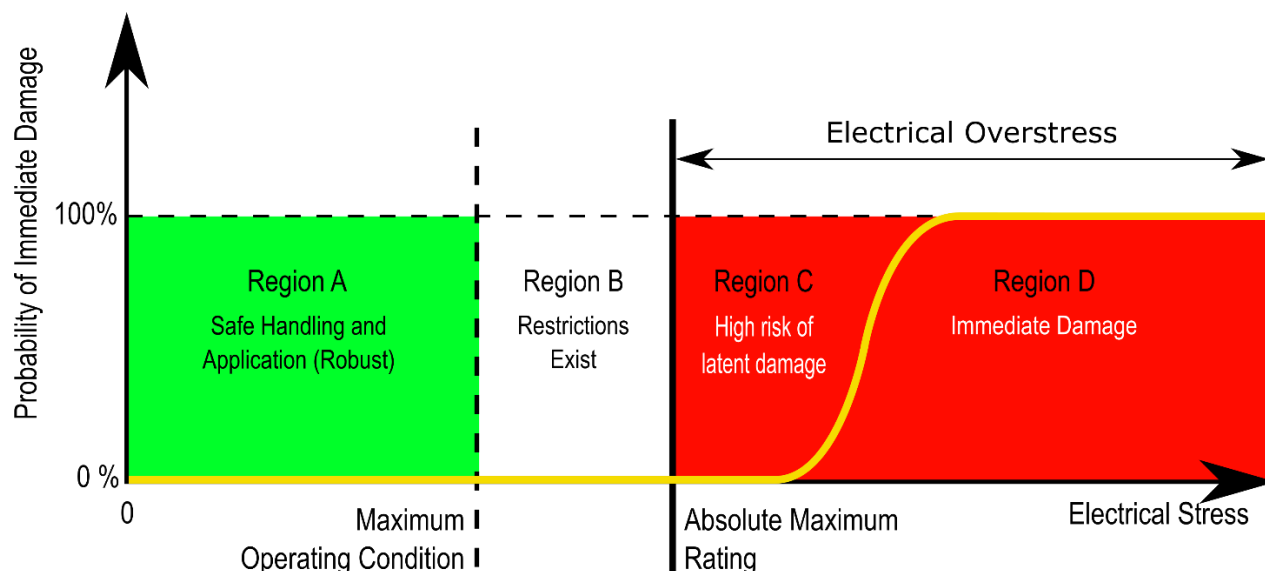 Probability of Immediate Damage
Electrical Overstress
100%
Region A
Safe Handling and
Application (Robust)
Region B
Restrictions
Exist
Region C
High risk of
latent damage
Region D
Immediate Damage
0 %
0
Maximum
Operating Condition
Absolute Maximum
Rating
Electrical Stress